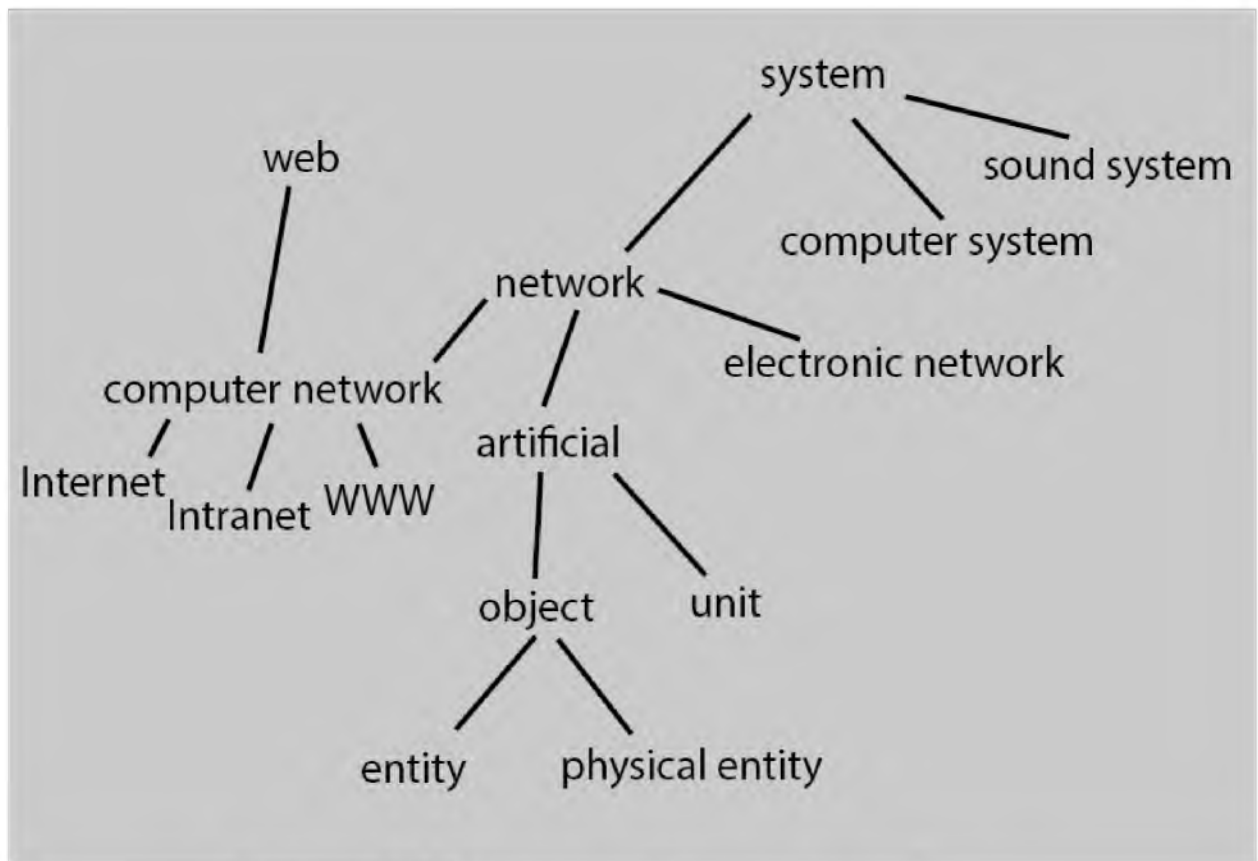 system
web
sound system
computer system
network
electronic network
computer network
artificial
Internet
Intranet
WWW
object
unit
entity
physical entity